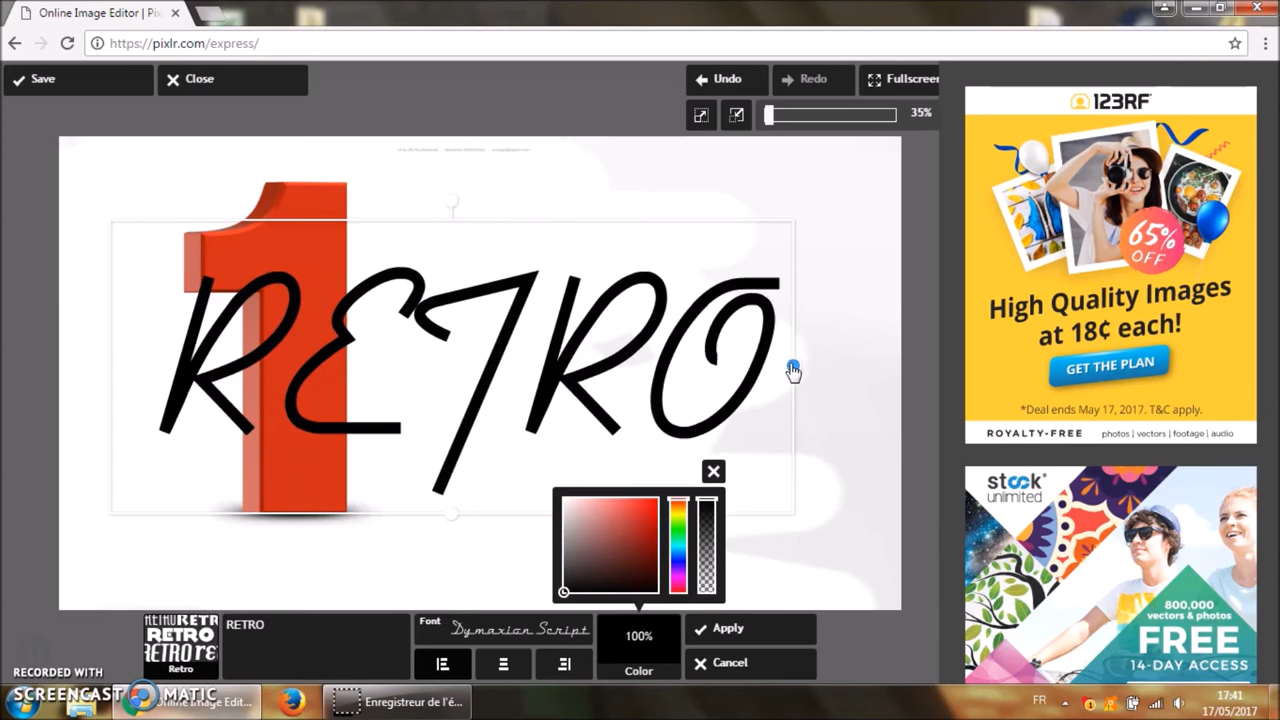 Online Image Editor | Pix
https://pixlr.com/express/
Save
Close
Undo
Redo
Fullscreen
35%
1
RETRO
123RF
65%
OFF
High Quality Images
at 18¢ each!
GET THE PLAN
*Deal ends May 17, 2017. T&C apply.
ROYALTY-FREE photos | vectors | footage | audio
stock
unlimited
800,000
vectors & photos
FREE
14-DAY ACCESS
RETRO
Retro
RETRO
Font
Dymaxion Script
100%
Color
Apply
Cancel
RECORDED WITH
SCREENCAST MATIC
Online Image Edit...
Enregistreur de l'é...
FR
17:41
17/05/2017